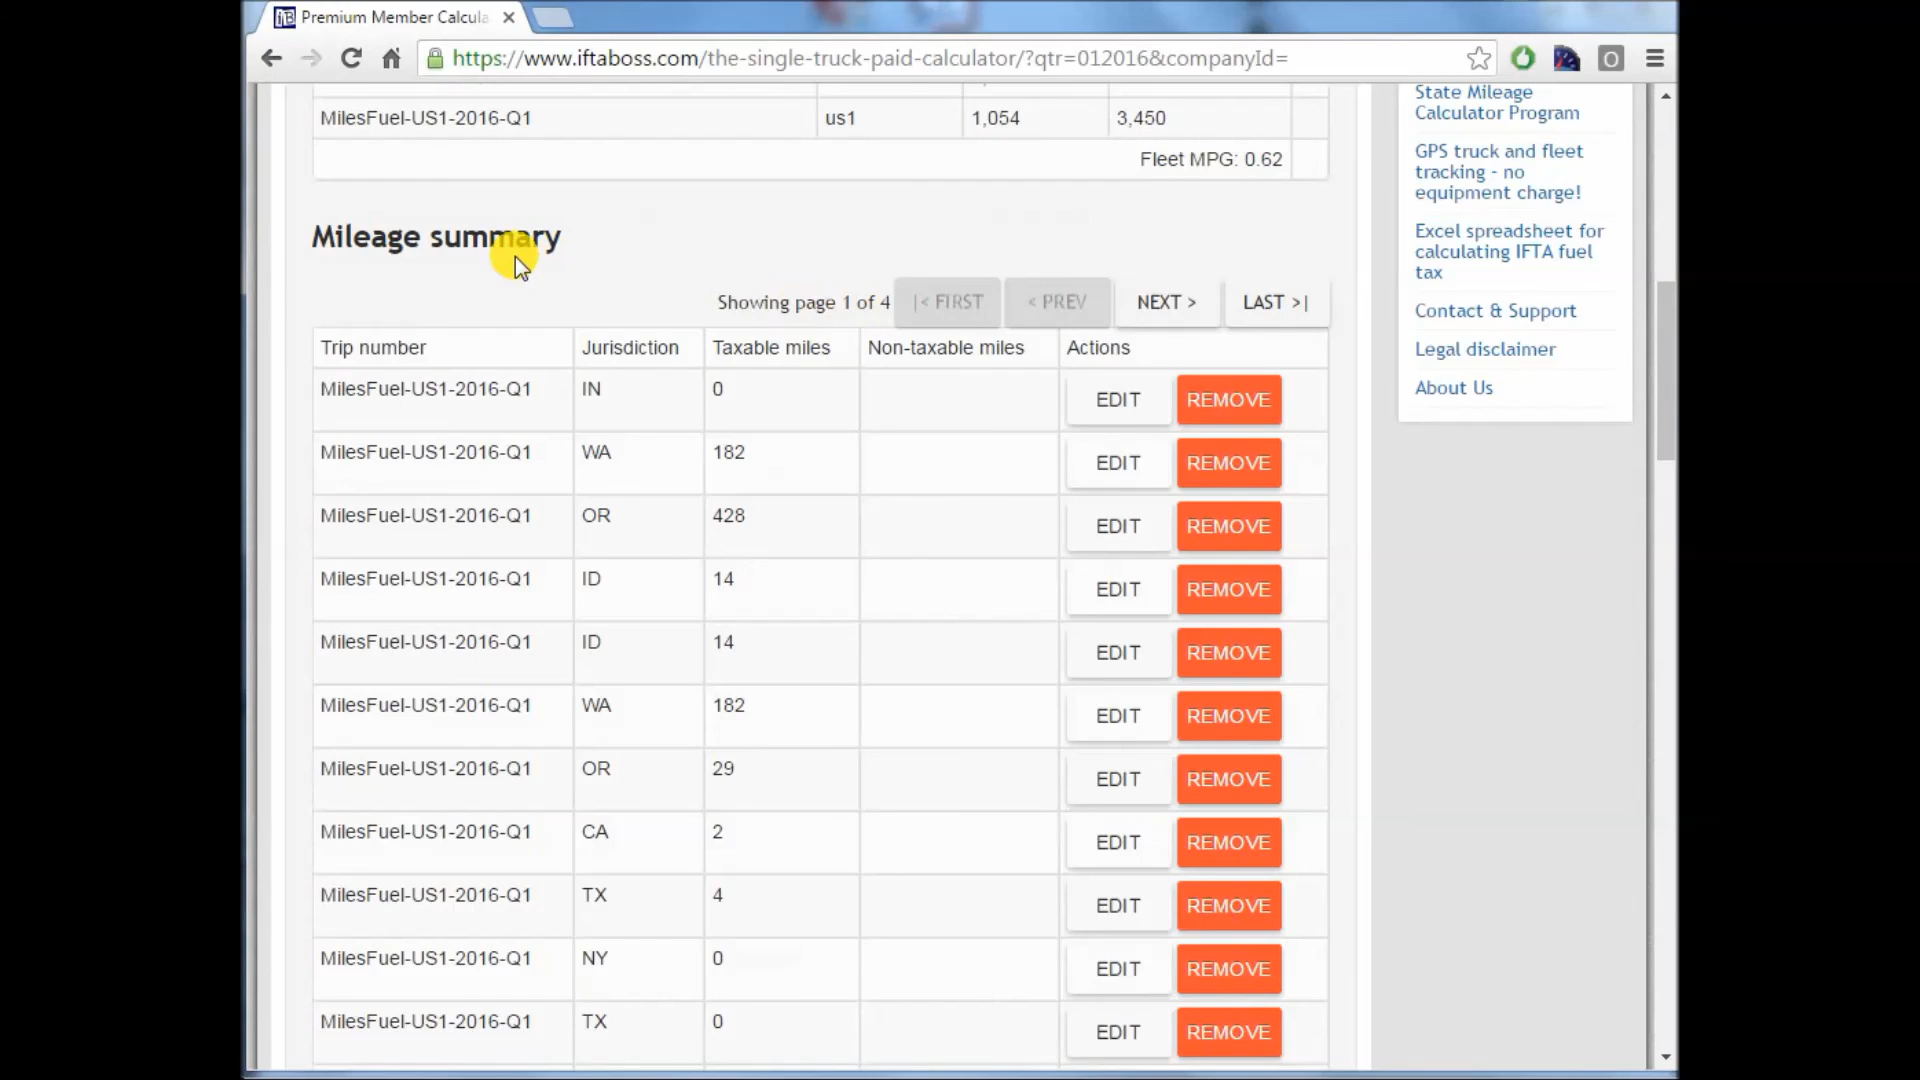 Premium Member Calcula
https://www.iftaboss.com/the-single-truck-paid-calculator/?qtr=012016&companyId=
MilesFuel-US1-2016-Q1 us1 1,054 3,450
Fleet MPG: 0.62
Mileage summary
Showing page 1 of 4 |< FIRST < PREV NEXT > LAST >|
Trip number Jurisdiction Taxable miles Non-taxable miles Actions
MilesFuel-US1-2016-Q1 IN 0 EDIT REMOVE
MilesFuel-US1-2016-Q1 WA 182 EDIT REMOVE
MilesFuel-US1-2016-Q1 OR 428 EDIT REMOVE
MilesFuel-US1-2016-Q1 ID 14 EDIT REMOVE
MilesFuel-US1-2016-Q1 ID 14 EDIT REMOVE
MilesFuel-US1-2016-Q1 WA 182 EDIT REMOVE
MilesFuel-US1-2016-Q1 OR 29 EDIT REMOVE
MilesFuel-US1-2016-Q1 CA 2 EDIT REMOVE
MilesFuel-US1-2016-Q1 TX 4 EDIT REMOVE
MilesFuel-US1-2016-Q1 NY 0 EDIT REMOVE
MilesFuel-US1-2016-Q1 TX 0 EDIT REMOVE
State Mileage
Calculator Program
GPS truck and fleet
tracking - no
equipment charge!
Excel spreadsheet for
calculating IFTA fuel
tax
Contact & Support
Legal disclaimer
About Us